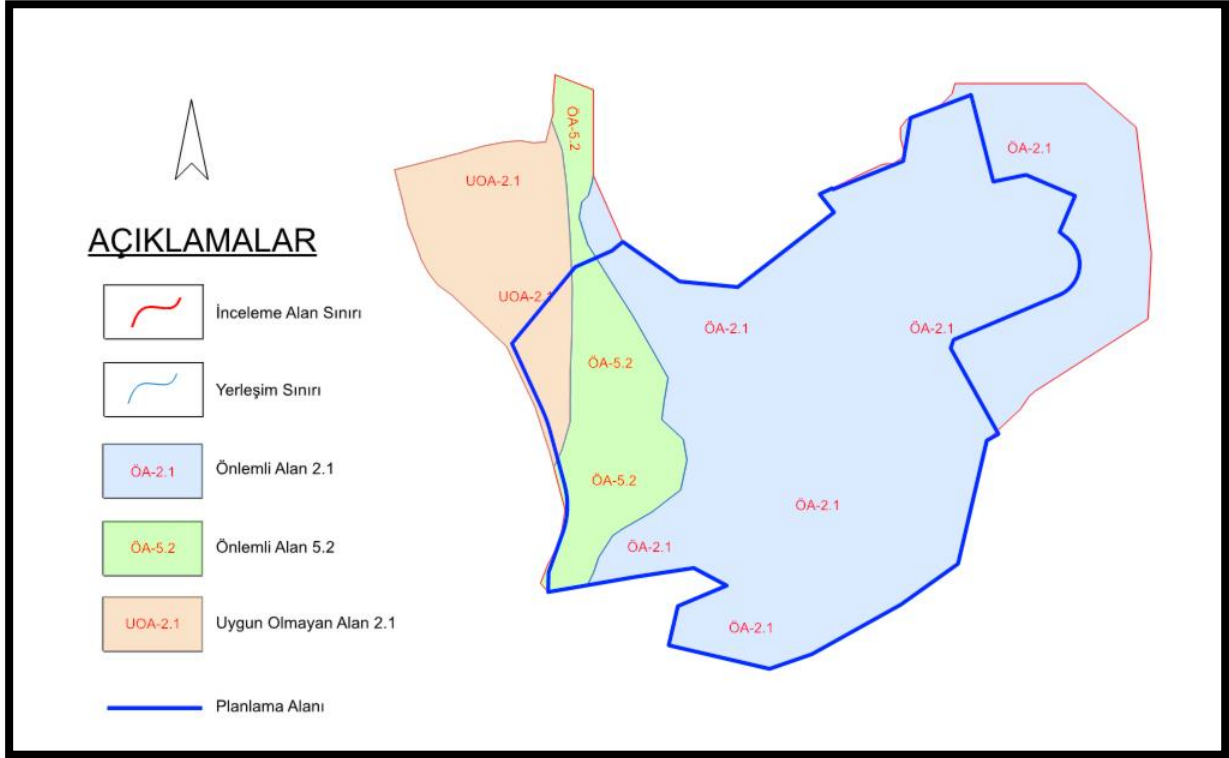 AÇIKLAMALAR
İnceleme Alan Sınırı
Yerleşim Sınırı
ÖA-2.1 Önlemli Alan 2.1
ÖA-5.2 Önlemli Alan 5.2
UOA-2.1 Uygun Olmayan Alan 2.1
Planlama Alanı
ÖA-5.2
ÖA-2.1
UOA-2.1
UOA-2.1
ÖA-2.1
ÖA-2.1
ÖA-5.2
ÖA-5.2
ÖA-2.1
ÖA-2.1
ÖA-2.1